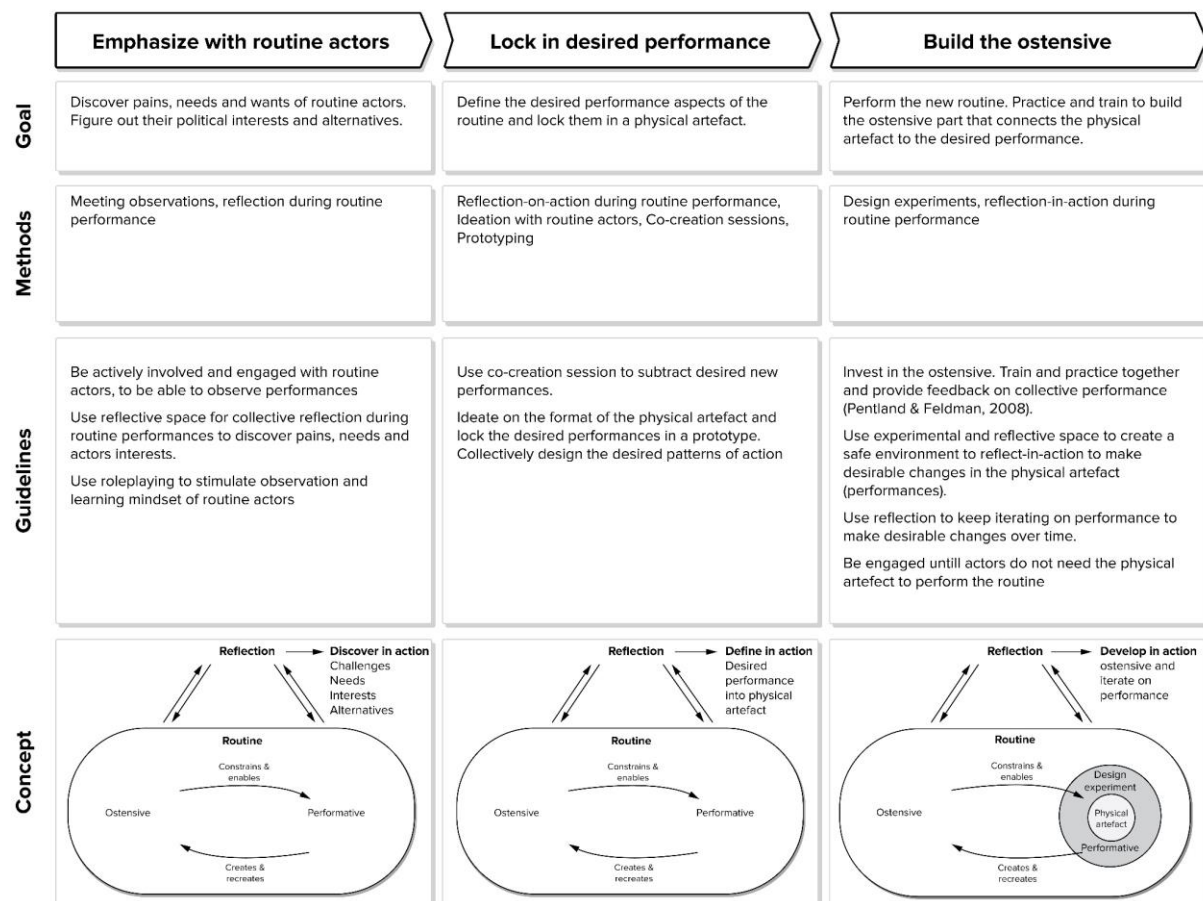 Emphasize with routine actors
Lock in desired performance
Build the ostensive
Goal
Discover pains, needs and wants of routine actors.
Figure out their political interests and alternatives.
Define the desired performance aspects of the
routine and lock them in a physical artefact.
Perform the new routine. Practice and train to build
the ostensive part that connects the physical
artefact to the desired performance.
Methods
Meeting observations, reflection during routine
performance
Reflection-on-action during routine performance,
Ideation with routine actors, Co-creation sessions,
Prototyping
Design experiments, reflection-in-action during
routine performance
Guidelines
Be actively involved and engaged with routine
actors, to be able to observe performances
Use reflective space for collective reflection during
routine performances to discover pains, needs and
actors interests.
Use roleplaying to stimulate observation and
learning mindset of routine actors
Use co-creation session to subtract desired new
performances.
Ideate on the format of the physical artefact and
lock the desired performances in a prototype.
Collectively design the desired patterns of action
Invest in the ostensive. Train and practice together
and provide feedback on collective performance
(Pentland & Feldman, 2008).
Use experimental and reflective space to create a
safe environment to reflect-in-action to make
desirable changes in the physical artefact
(performances).
Use reflection to keep iterating on performance to
make desirable changes over time.
Be engaged untill actors do not need the physical
artefect to perform the routine
Concept
Reflection
Discover in action
Challenges
Needs
Interests
Alternatives
Routine
Constrains &
enables
Ostensive
Performative
Creates &
recreates
Reflection
Define in action
Desired
performance
into physical
artefact
Routine
Constrains &
enables
Ostensive
Performative
Creates &
recreates
Reflection
Develop in action
ostensive and
iterate on
performance
Routine
Constrains &
enables
Design
experiment
Ostensive
Physical
artefact
Performative
Creates &
recreates